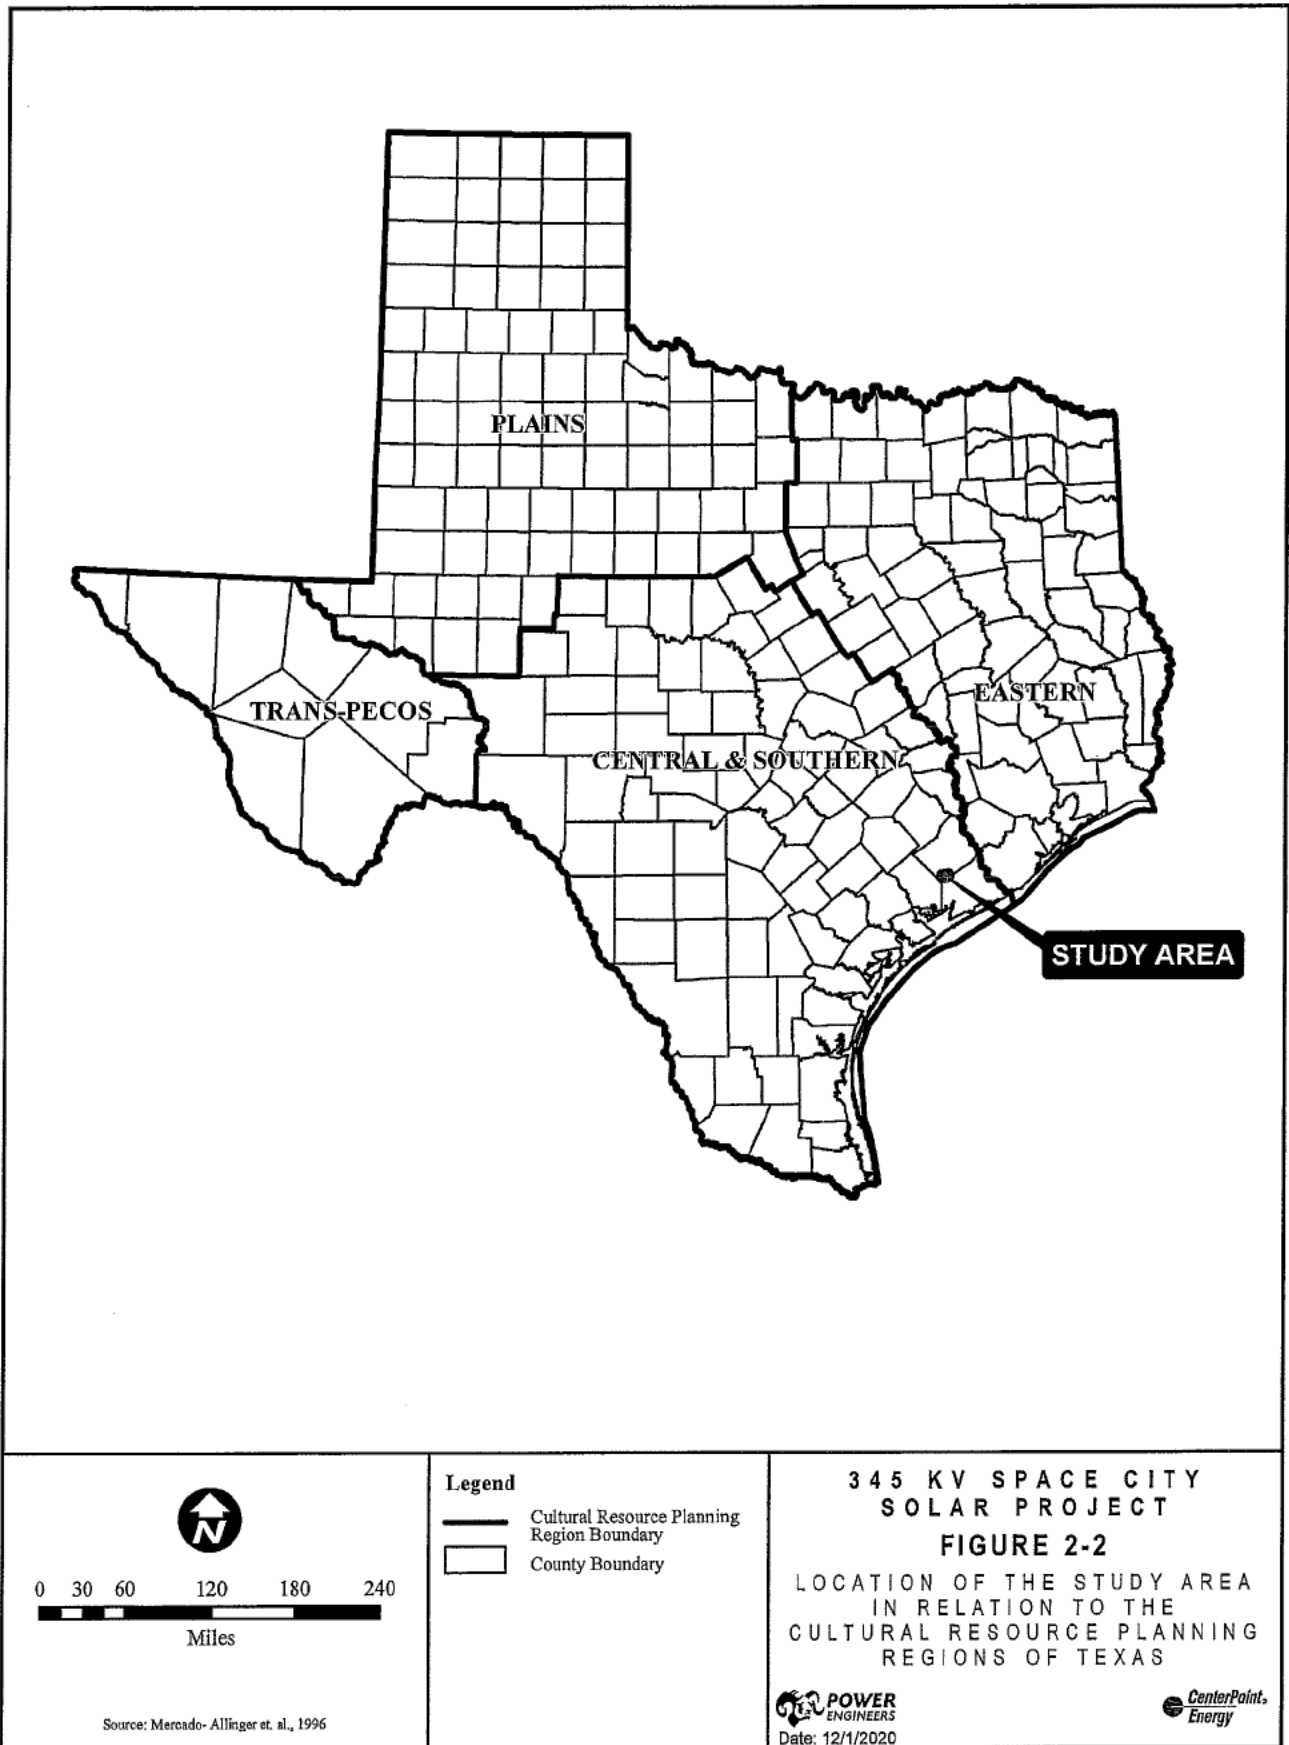 PLAINS
TRANS-PECOS
EASTERN
CENTRAL & SOUTHERN
STUDY AREA
N
0 30 60 120 180 240
Miles
Source: Mercado- Allinger et. al., 1996
Legend
Cultural Resource Planning
Region Boundary
County Boundary
345 KV SPACE CITY
SOLAR PROJECT
FIGURE 2-2
LOCATION OF THE STUDY AREA
IN RELATION TO THE
CULTURAL RESOURCE PLANNING
REGIONS OF TEXAS
POWER
ENGINEERS
Date: 12/1/2020
CenterPoint.
Energy